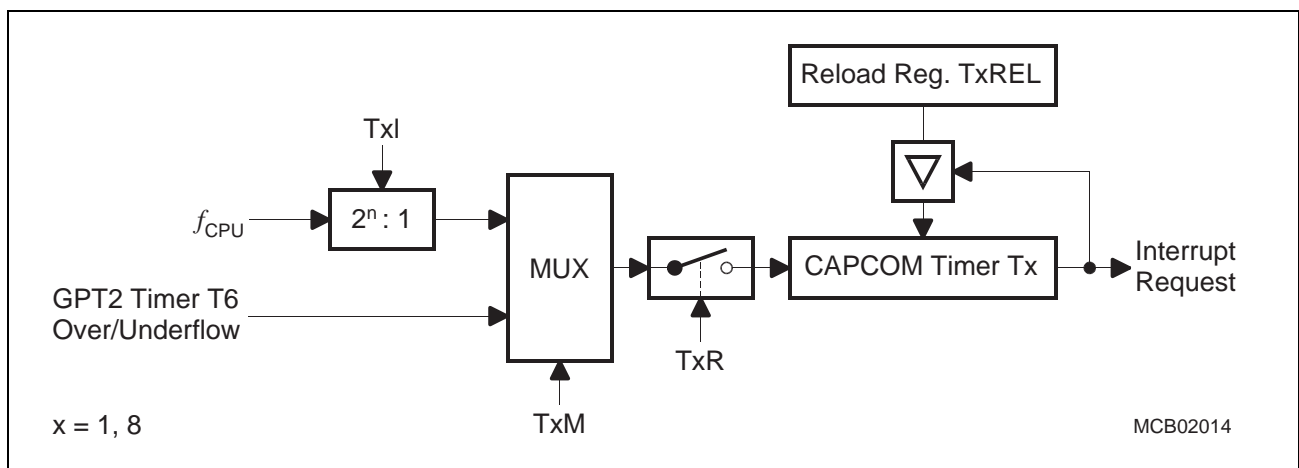 Reload Reg. TxREL
TxI
fCPU
2ⁿ : 1
MUX
CAPCOM Timer Tx
Interrupt
Request
GPT2 Timer T6
Over/Underflow
TxR
TxM
x = 1, 8
MCB02014